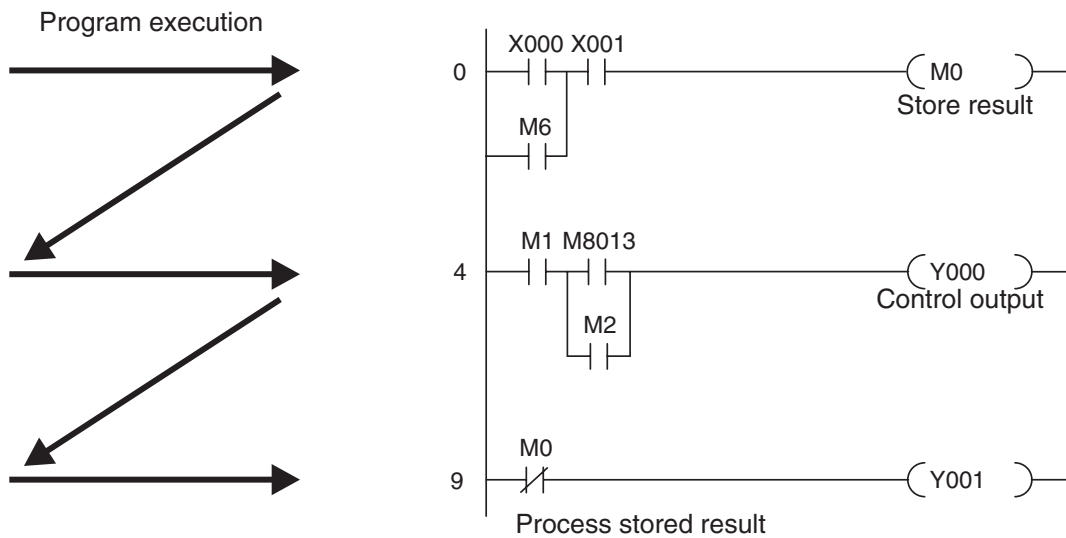 Program execution
X000 X001
0
M0
Store result
M6
M1 M8013
4
Y000
Control output
M2
M0
9
Y001
Process stored result